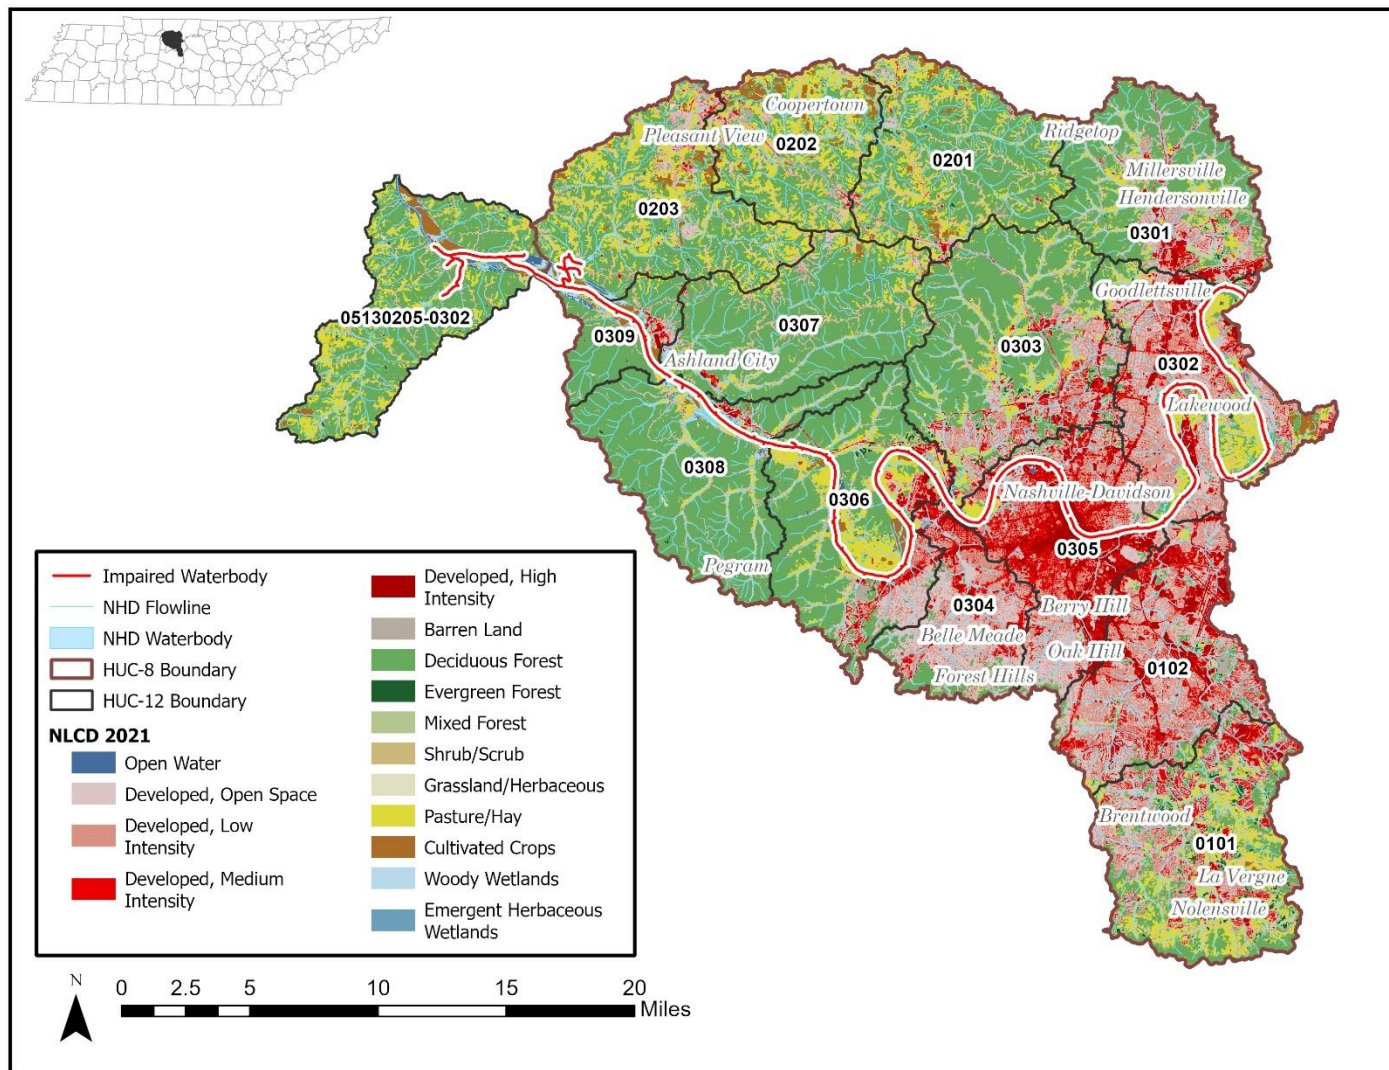 Coopertown
Pleasant View
0202
Ridgetop
0201
Millersville
Hendersonville
0203
0301
Goodlettsville
05130205-0302
0309
0307
0303
Ashland City
0302
Lakewood
0308
0306
Nashville-Davidson
0305
Pegram
0304
Berry Hill
Belle Meade
Oak Hill
0102
Forest Hills
Brentwood
0101
La Vergne
Nolensville
Impaired Waterbody
NHD Flowline
NHD Waterbody
HUC-8 Boundary
HUC-12 Boundary
NLCD 2021
Open Water
Developed, Open Space
Developed, Low
Intensity
Developed, Medium
Intensity
Developed, High
Intensity
Barren Land
Deciduous Forest
Evergreen Forest
Mixed Forest
Shrub/Scrub
Grassland/Herbaceous
Pasture/Hay
Cultivated Crops
Woody Wetlands
Emergent Herbaceous
Wetlands
N
0 2.5 5 10 15 20
Miles